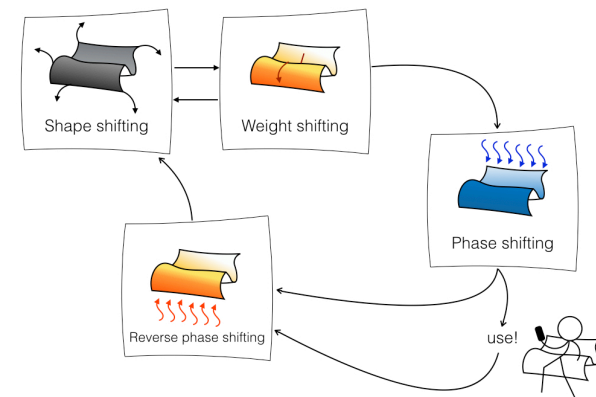 Shape shifting
Weight shifting
Phase shifting
Reverse phase shifting
use!